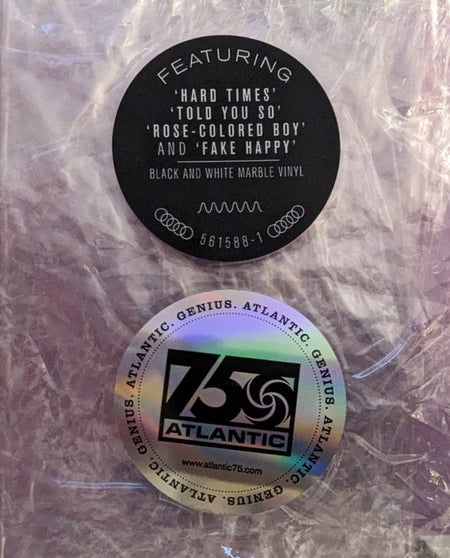 FEATURING
'HARD TIMES'
'TOLD YOU SO'
'ROSE-COLORED BOY'
AND 'FAKE HAPPY'
BLACK AND WHITE MARBLE VINYL
561588-1
ATLANTIC. GENIUS. ATLANTIC. GENIUS. ATLANTIC. GENIUS. ATLANTIC. GENIUS.
75
ATLANTIC
www.atlantic75.com